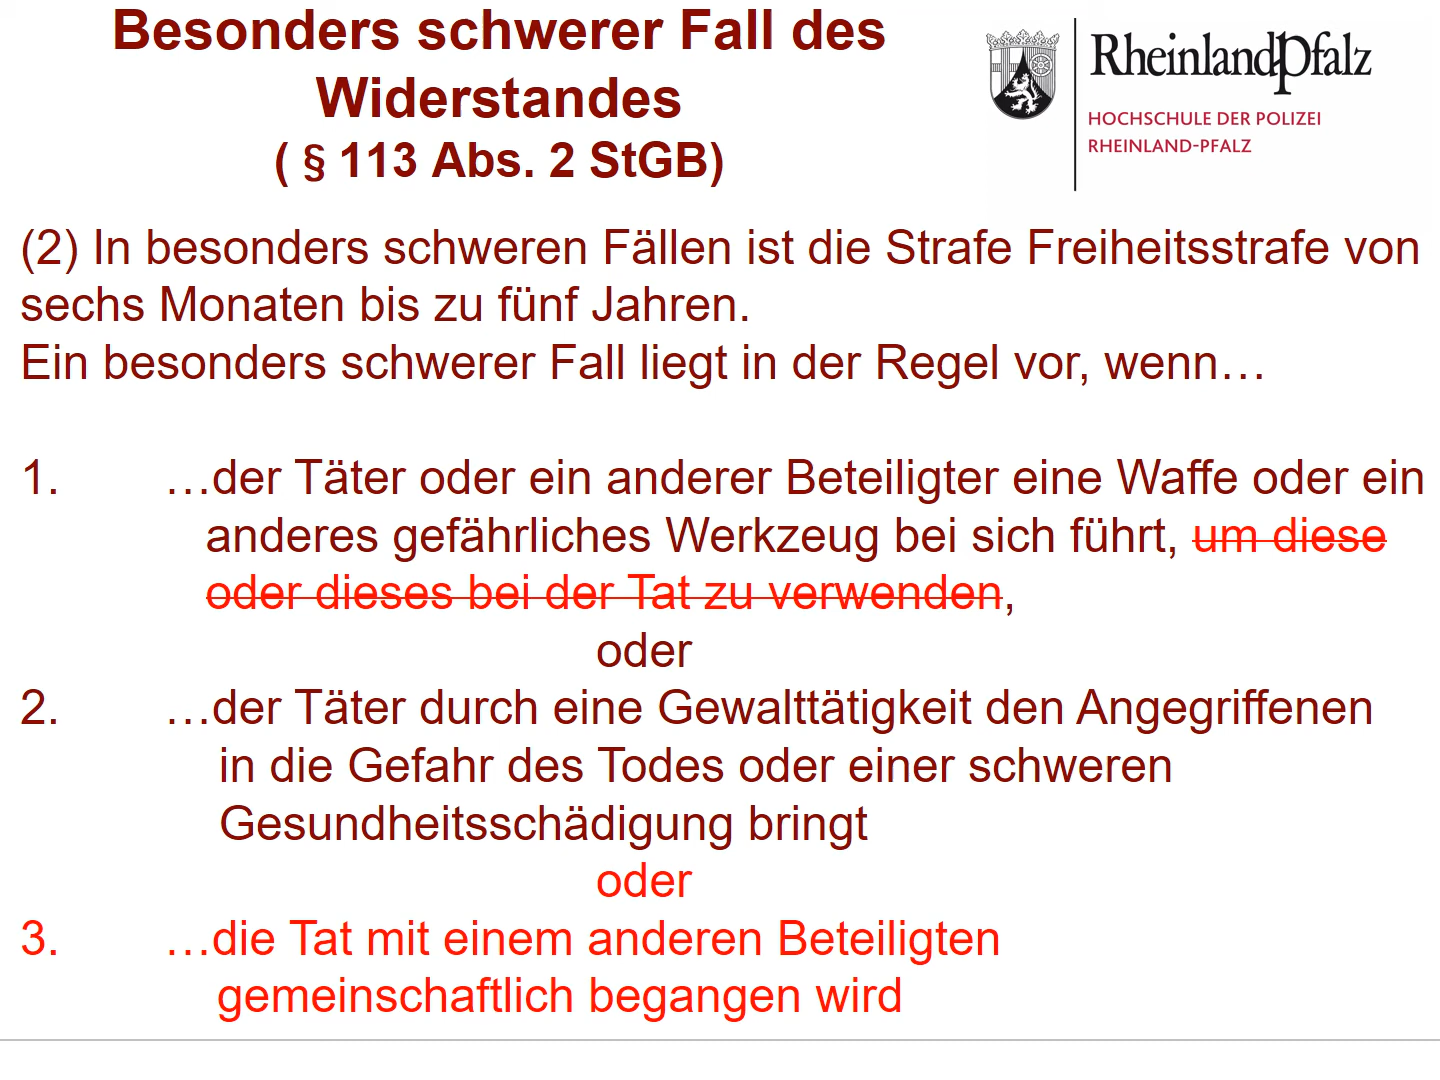 Besonders schwerer Fall des
Widerstandes
( § 113 Abs. 2 StGB)
RheinlandPfalz
HOCHSCHULE DER POLIZEI
RHEINLAND-PFALZ
(2) In besonders schweren Fällen ist die Strafe Freiheitsstrafe von
sechs Monaten bis zu fünf Jahren.
Ein besonders schwerer Fall liegt in der Regel vor, wenn…
1. …der Täter oder ein anderer Beteiligter eine Waffe oder ein
anderes gefährliches Werkzeug bei sich führt, um diese
oder dieses bei der Tat zu verwenden,
oder
2. …der Täter durch eine Gewalttätigkeit den Angegriffenen
in die Gefahr des Todes oder einer schweren
Gesundheitsschädigung bringt
oder
3. …die Tat mit einem anderen Beteiligten
gemeinschaftlich begangen wird